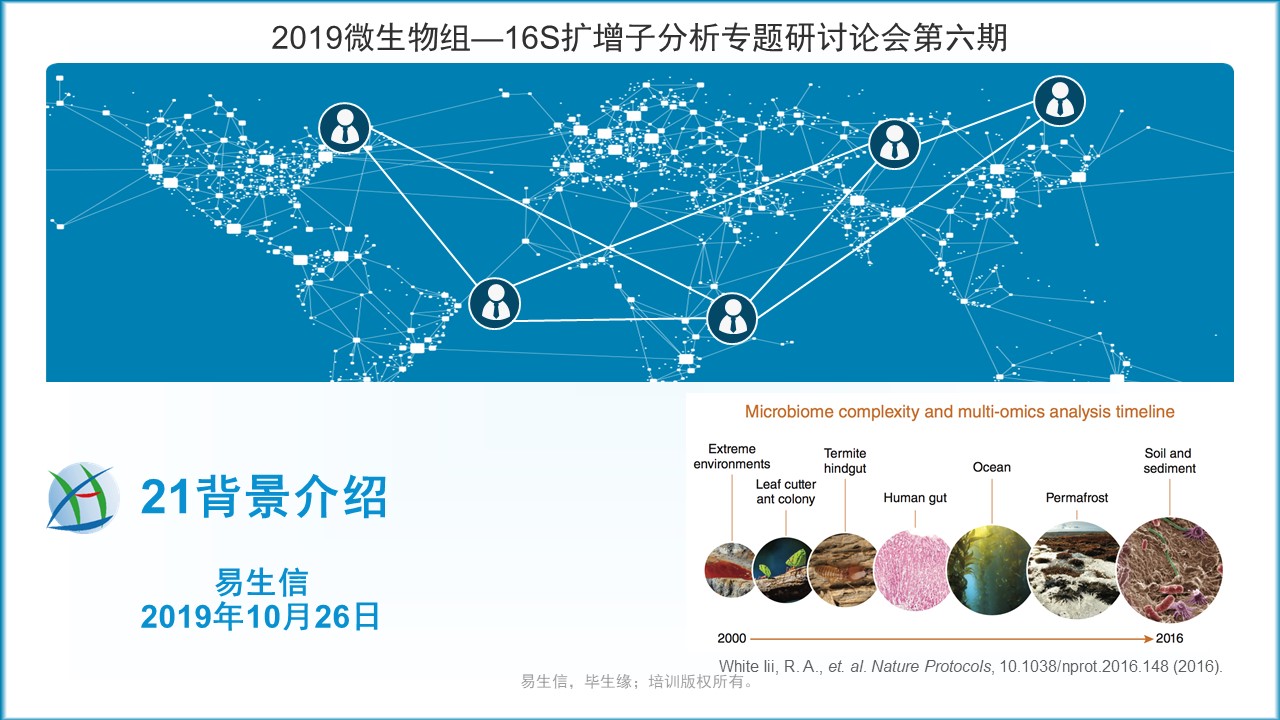 2019微生物组—16S扩增子分析专题研讨论会第六期
21背景介绍
易生信
2019年10月26日
Microbiome complexity and multi-omics analysis timeline
Extreme
environments
Leaf cutter
ant colony
Termite
hindgut
Human gut
Ocean
Permafrost
Soil and
sediment
2000
2016
White Iii, R. A., et. al. Nature Protocols, 10.1038/nprot.2016.148 (2016).
易生信，毕生缘；培训版权所有。